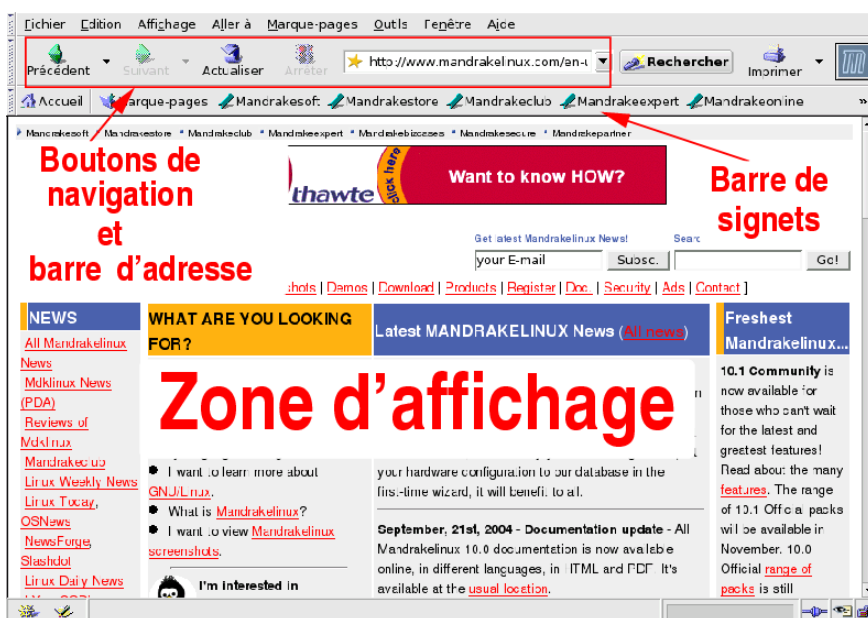 Fichier Edition Affichage Aller à Marque-pages Outils Fenêtre Aide
Précédent Suivant Actualiser Arrêter http://www.mandrakelinux.com/en-u Rechercher Imprimer
Accueil Marque-pages Mandrakesoft Mandrakestore Mandrakeclub Mandrakeexpert Mandrakeonline »
Mandrakesoft Mandrakestore Mandrakeclub Mandrakeexpert Mandrakebizcases Mandrakesecure Mandrakepartner
Boutons de
navigation
et
barre d'adresse
thawte click here Want to know HOW?
Barre de
signets
Get latest Mandrakelinux News! Searc
your E-mail Subsc. Go!
shots | Demos | Download | Products | Register | Doc. | Security | Ads | Contact ]
NEWS
All Mandrakelinux
News
Mdklinux News
(PDA)
Reviews of
Mdklinux
Mandrakeclub
Linux Weekly News
Linux Today,
OSNews
NewsForge,
Slashdot
Linux Daily News
WHAT ARE YOU LOOKING
FOR?
Latest MANDRAKELINUX News (All news)
Zone d'affichage
• I want to learn more about
GNU/Linux.
• What is Mandrakelinux?
• I want to view Mandrakelinux
screenshots.
I'm interested in
your hardware configuration to our database in the
first-time wizard, it will benefit to all.
September, 21st, 2004 - Documentation update - All
Mandrakelinux 10.0 documentation is now available
online, in different languages, in HTML and PDF. It's
available at the usual location.
Freshest
Mandrakelinux...
10.1 Community is
now available for
those who can't wait
for the latest and
greatest features!
Read about the many
features. The range
of 10.1 Official packs
will be available in
November. 10.0
Official range of
packs is still